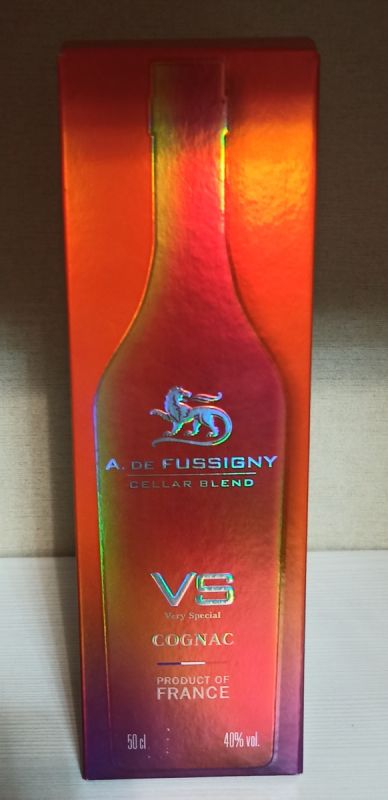 A. DE FUSSIGNY
CELLAR BLEND
VS
Very Special
COGNAC
PRODUCT OF
FRANCE
50 cl 40% vol.